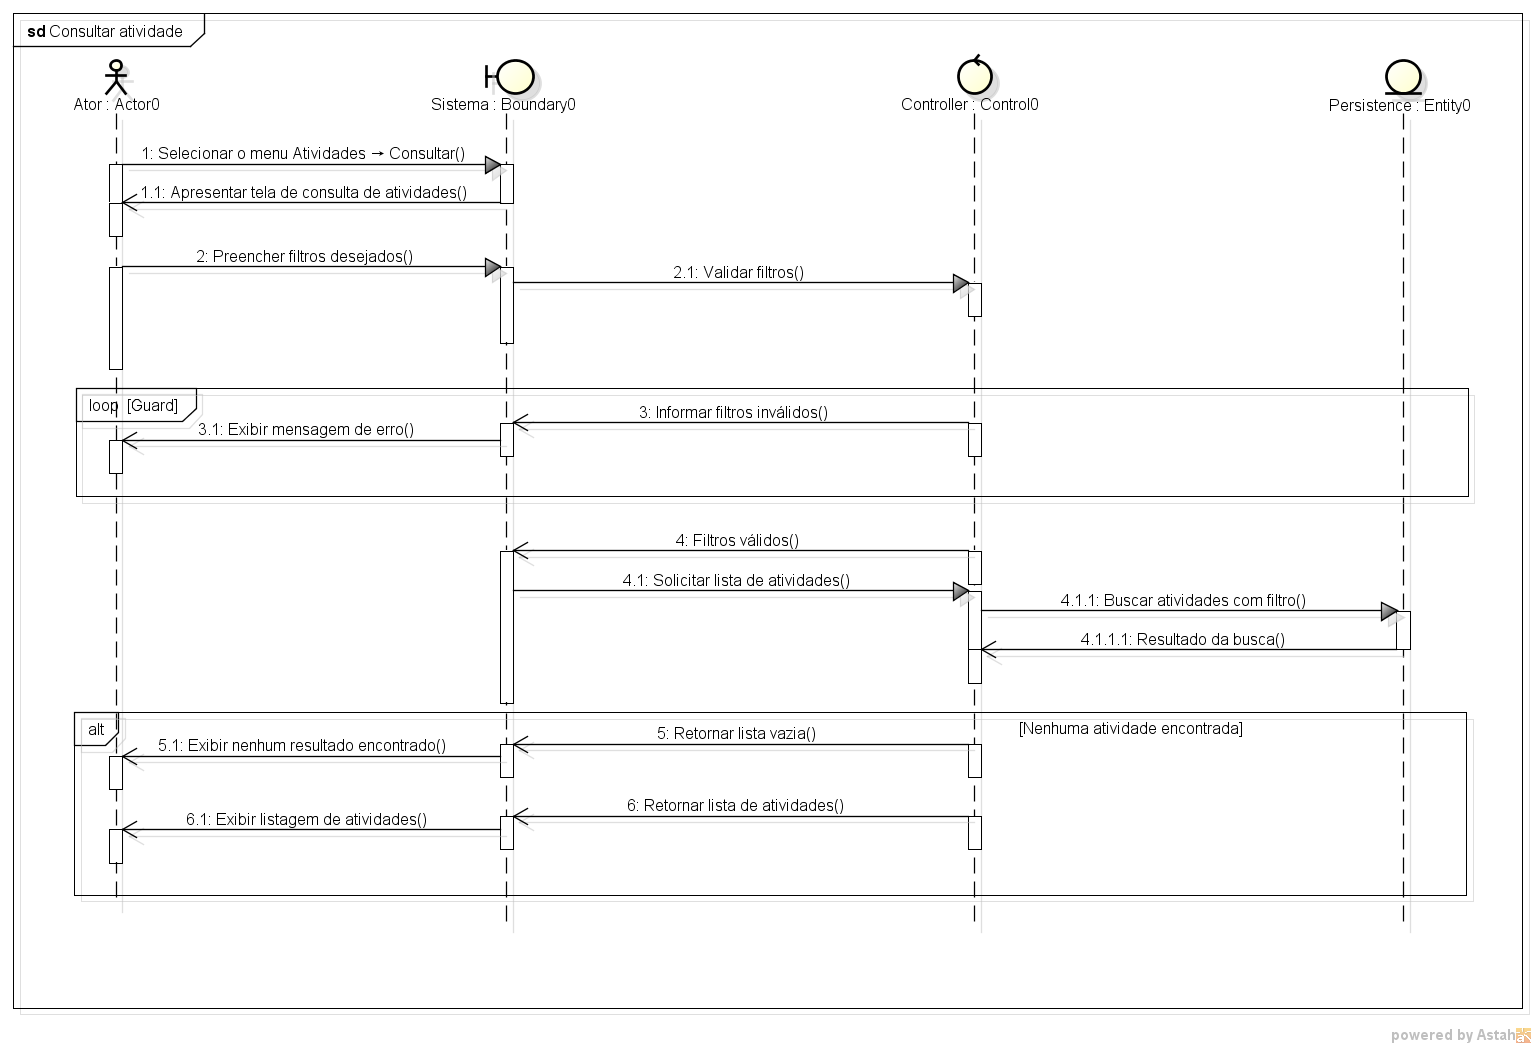 sd Consultar atividade
Ator : Actor0
Sistema : Boundary0
Controller : Control0
Persistence : Entity0
1: Selecionar o menu Atividades → Consultar()
1.1: Apresentar tela de consulta de atividades()
2: Preencher filtros desejados()
2.1: Validar filtros()
loop [Guard]
3: Informar filtros inválidos()
3.1: Exibir mensagem de erro()
4: Filtros válidos()
4.1: Solicitar lista de atividades()
4.1.1: Buscar atividades com filtro()
4.1.1.1: Resultado da busca()
alt
[Nenhuma atividade encontrada]
5: Retornar lista vazia()
5.1: Exibir nenhum resultado encontrado()
6: Retornar lista de atividades()
6.1: Exibir listagem de atividades()
powered by Astah